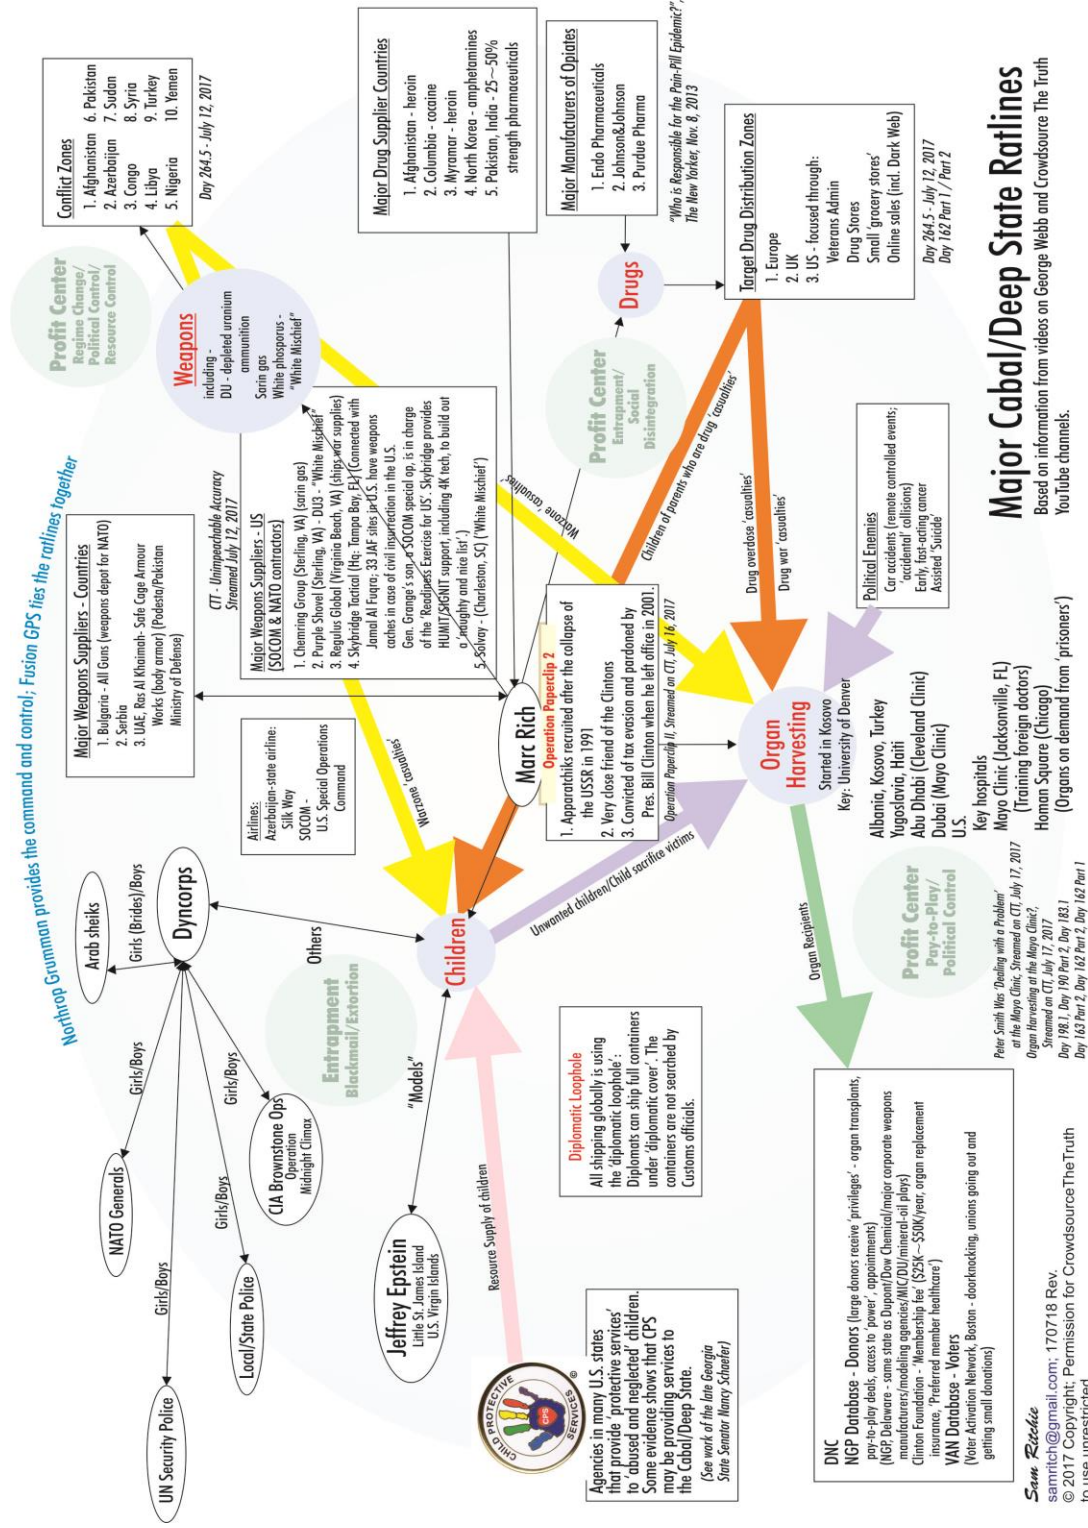 Northrop Grumman provides the command and control; Fusion GPS ties the ratlines together
UN Security Police
NATO Generals
Arab sheiks
Local/State Police
CIA Brownstone Ops
Operation
Midnight Climax
Dyncorps
Girls/Boys
Girls/Boys
Girls/Boys
Girls/Boys
Girls (Brides)/Boys
Others
Entrapment
Blackmail/Extortion
"Models"
Jeffrey Epstein
Little St. James Island
U.S. Virgin Islands
Children
Airlines:
Azerbaijan-state airline:
Silk Way
SOCOM -
U.S. Special Operations
Command
Major Weapons Suppliers - Countries
1. Bulgaria - All Guns (weapons depot for NATO)
2. Serbia
3. UAE, Ras Al Khaimah- Safe Cage Armour
Works (body armor) (Podesta/Pakistan
Ministry of Defense)
CTT - Unimpeachable Accuracy
Streamed July 12, 2017
Major Weapons Suppliers - US
(SOCOM & NATO contractors)
1. Chemring Group (Sterling, VA) (sarin gas)
2. Purple Shovel (Sterling, VA) - DU3 - "White Mischief"
3. Regulus Global (Virginia Beach, VA) (ships war supplies)
4. Skybridge Tactical (Hq: Tampa Bay, FL) (Connected with
Jamal Al Fuqra; 33 JAF sites in U.S. have weapons
caches in case of civil insurrection in the U.S.
Gen. Grange's son, a SOCOM special op, is in charge
of the 'Readiness Exercise for US'. Skybridge provides
HUMIT/SIGNIT support, including 4K tech, to build out
a 'naughty and nice list'.)
5. Solvay - (Charleston, SC) ('White Mischief')
Profit Center
Regime Change/
Political Control/
Resource Control
Weapons
including -
DU - depleted uranium
ammunition
Sarin gas
White phosporus -
"White Mischief"
Conflict Zones
1. Afghanistan 6. Pakistan
2. Azerbaijan 7. Sudan
3. Congo 8. Syria
4. Libya 9. Turkey
5. Nigeria 10. Yemen
Day 264.5 - July 12, 2017
Warzone 'casualties'
Warzone 'casualties'
Major Drug Supplier Countries
1. Afghanistan - heroin
2. Columbia - cocaine
3. Myramar - heroin
4. North Korea - amphetamines
5. Pakistan, India - 25~50%
strength pharmaceuticals
Major Manufacturers of Opiates
1. Endo Pharmaceuticals
2. Johnson&Johnson
3. Purdue Pharma
"Who is Responsible for the Pain-Pill Epidemic?",
The New Yorker, Nov. 8, 2013
Drugs
Profit Center
Entrapment/
Social
Disintegration
Target Drug Distribution Zones
1. Europe
2. UK
3. US - focused through:
Veterans Admin
Drug Stores
Small 'grocery stores'
Online sales (incl. Dark Web)
Day 264.5 - July 12, 2017
Day 162 Part 1 / Part 2
Marc Rich
Operation Paperclip 2
1. Apparachiks recruited after the collapse of
the USSR in 1991
2. Very close friend of the Clintons
3. Convicted of tax evasion and pardoned by
Pres. Bill Clinton when he left office in 2001.
Operation Paperclip II, Streamed on CTT, July 16, 2017
Children of parents who are drug 'casualties'
Drug overdose 'casualties'
Drug war 'casualties'
Unwanted children/Child sacrifice victims
Resource Supply of children
CHILD PROTECTIVE SERVICES
CPS
©
Agencies in many U.S. states
that provide 'protective services'
to 'abused and neglected' children.
Some evidence shows that CPS
may be providing services to
the Cabal/Deep State.
(See work of the late Georgia
State Senator Nancy Schaefer)
Diplomatic Loophole
All shipping globally is using
the 'diplomatic loophole':
Diplomats can ship full containers
under 'diplomatic cover'. The
containers are not searched by
Customs officials.
Organ
Harvesting
Started in Kosovo
Key: University of Denver
Albania, Kosovo, Turkey
Yugoslavia, Haiti
Abu Dhabi (Cleveland Clinic)
Dubai (Mayo Clinic)
U.S.
Key hospitals
Mayo Clinic (Jacksonville, FL)
(Training foreign doctors)
Homan Square (Chicago)
(Organs on demand from 'prisoners')
Political Enemies
Car accidents (remote controlled events;
'accidental' collisions)
Early, fast-acting cancer
Assisted 'Suicide'
Organ Recipients
Profit Center
Pay-to-Play/
Political Control
Peter Smith Was 'Dealing with a Problem'
at the Mayo Clinic, Streamed on CTT, July 17, 2017
Organ Harvesting at the Mayo Clinic?,
Streamed on CTT, July 17, 2017
Day 198.1, Day 190 Part 2, Day 183.1
Day 163 Part 2, Day 162 Part 2, Day 162 Part 1
DNC
NGP Database - Donors (large donors receive 'privileges' - organ transplants,
pay-to-play deals, access to 'power', appointments)
(NGP, Delaware - same state as Dupont/Dow Chemical/major corporate weapons
manufacturers/modeling agencies/MIC/DU/mineral-oil plays)
Clinton Foundation - 'Membership fee' ($25K~$50K/year, organ replacement
insurance, 'Preferred member healthcare')
VAN Database - Voters
(Voter Activation Network, Boston - doorknocking, unions going out and
getting small donations)
Sam Ritchie
samritch@gmail.com; 170718 Rev.
© 2017 Copyright; Permission for CrowdsourceTheTruth
to use unrestricted
Major Cabal/Deep State Ratlines
Based on information from videos on George Webb and Crowdsource The Truth
YouTube channels.